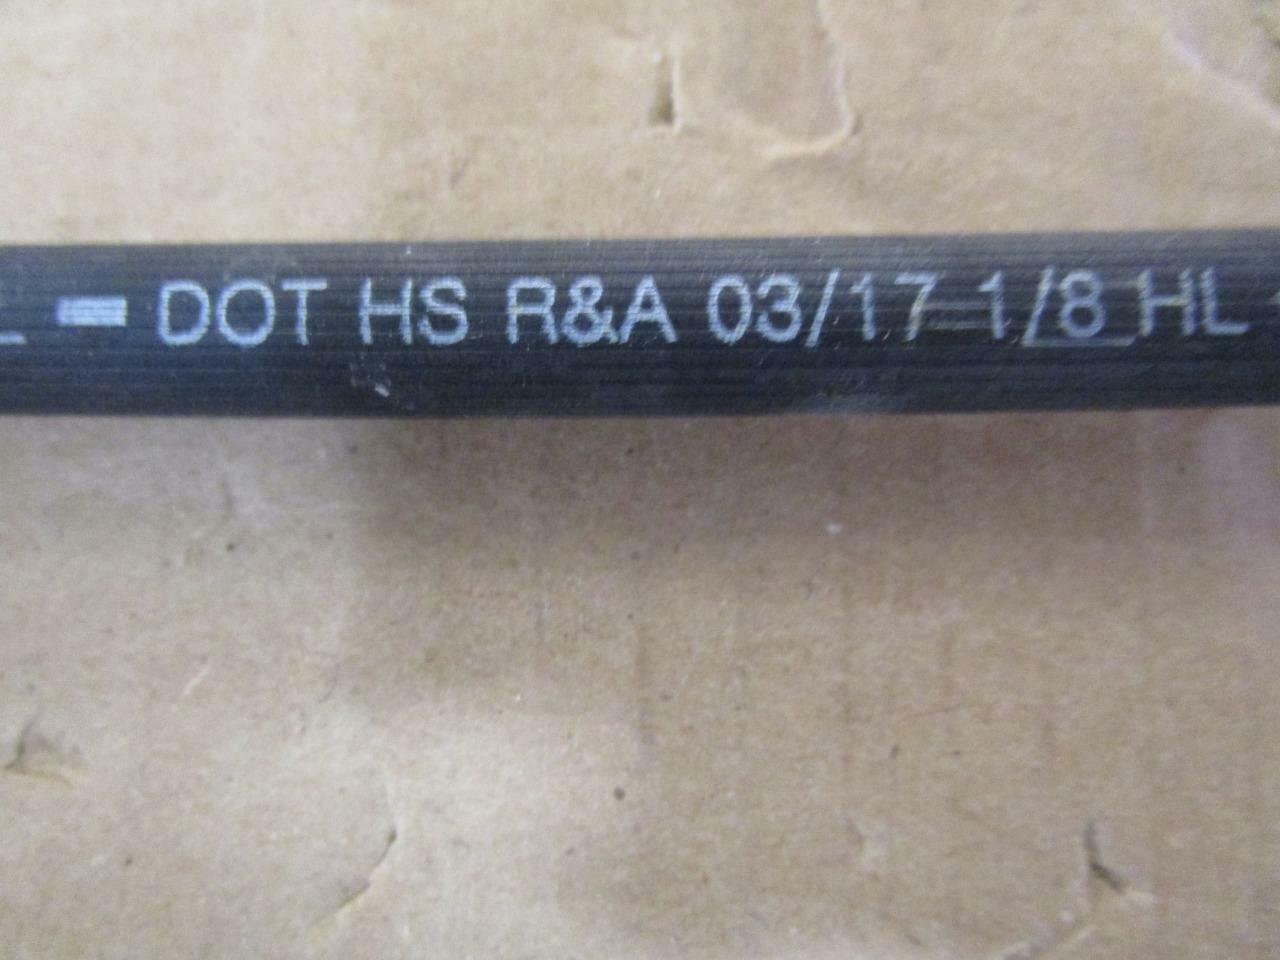 L - DOT HS R&A 03/17 1/8 HL